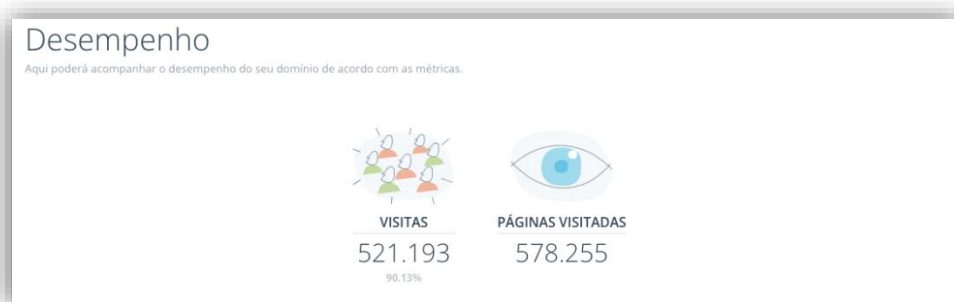 Desempenho
Aqui poderá acompanhar o desempenho do seu domínio de acordo com as métricas.
VISITAS
PÁGINAS VISITADAS
521.193
578.255
90.13%